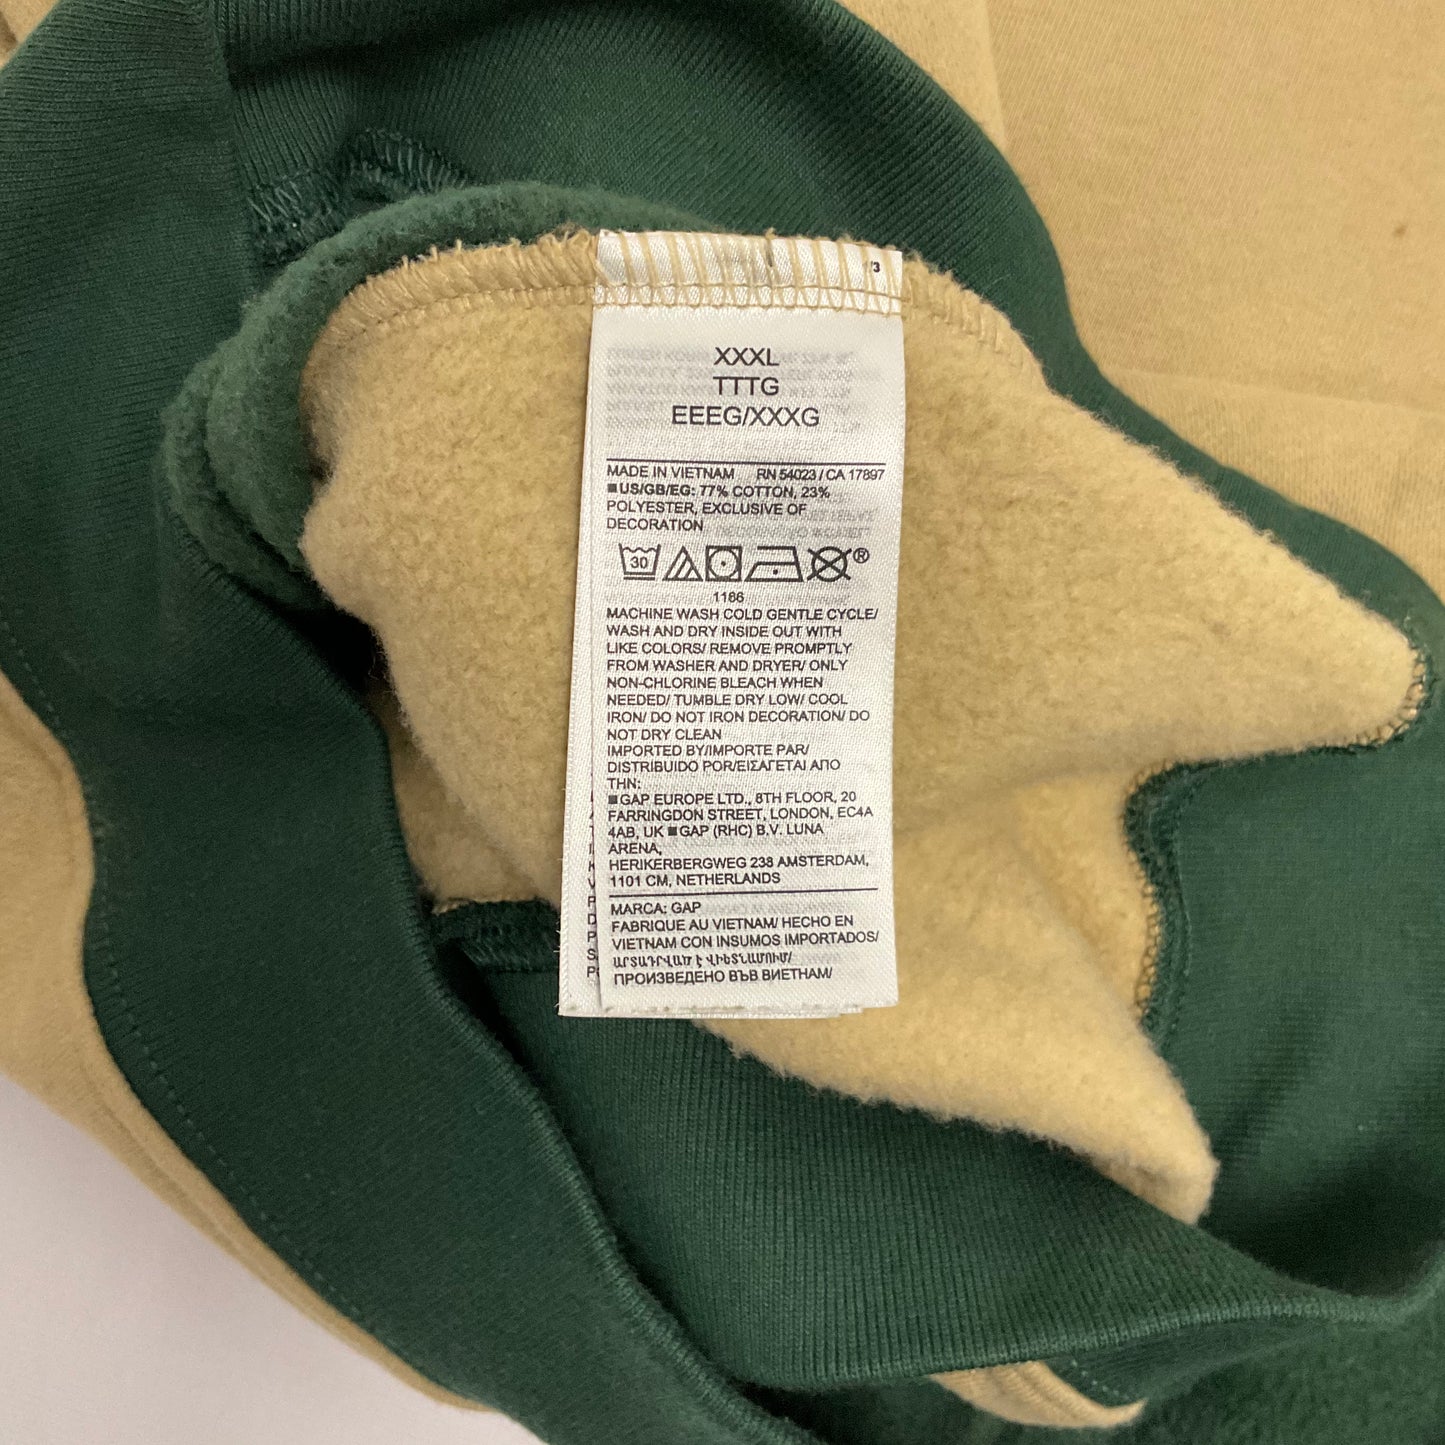 /3
XXXL
TTTG
EEEG/XXXG
MADE IN VIETNAM RN 54023 / CA 17897
■US/GB/EG: 77% COTTON, 23%
POLYESTER, EXCLUSIVE OF
DECORATION
30 ®
1186
MACHINE WASH COLD GENTLE CYCLE/
WASH AND DRY INSIDE OUT WITH
LIKE COLORS/ REMOVE PROMPTLY
FROM WASHER AND DRYER/ ONLY
NON-CHLORINE BLEACH WHEN
NEEDED/ TUMBLE DRY LOW/ COOL
IRON/ DO NOT IRON DECORATION/ DO
NOT DRY CLEAN
IMPORTED BY/IMPORTE PAR/
DISTRIBUIDO POR/ΕΙΣΑΓΕΤΑΙ ΑΠΟ
ΤΗΝ:
■GAP EUROPE LTD., 8TH FLOOR, 20
FARRINGDON STREET, LONDON, EC4A
4AB, UK ■GAP (RHC) B.V. LUNA
ARENA,
HERIKERBERGWEG 238 AMSTERDAM,
1101 CM, NETHERLANDS
MARCA: GAP
FABRIQUE AU VIETNAM/ HECHO EN
VIETNAM CON INSUMOS IMPORTADOS/
ԱՐՏԱԴՐՎԱԾ Է ՎԻԵՏՆԱՄՈՒՄ/
ПРОИЗВЕДЕНО ВЪВ ВИЕТНАМ/